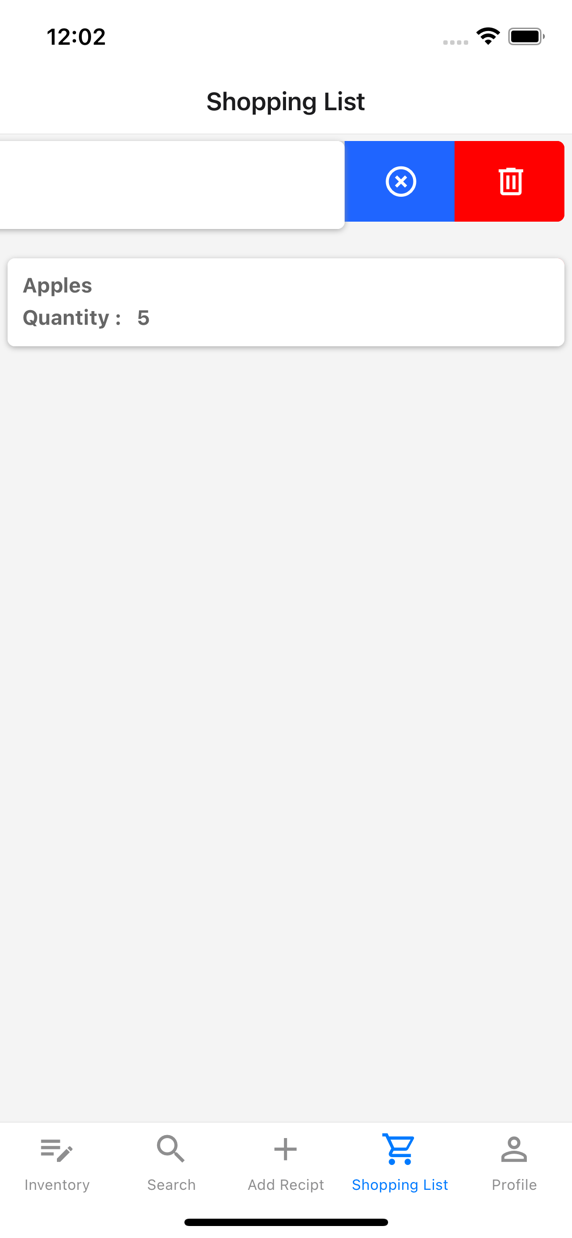 12:02
Shopping List
Apples
Quantity : 5
Inventory
Search
Add Recipt
Shopping List
Profile